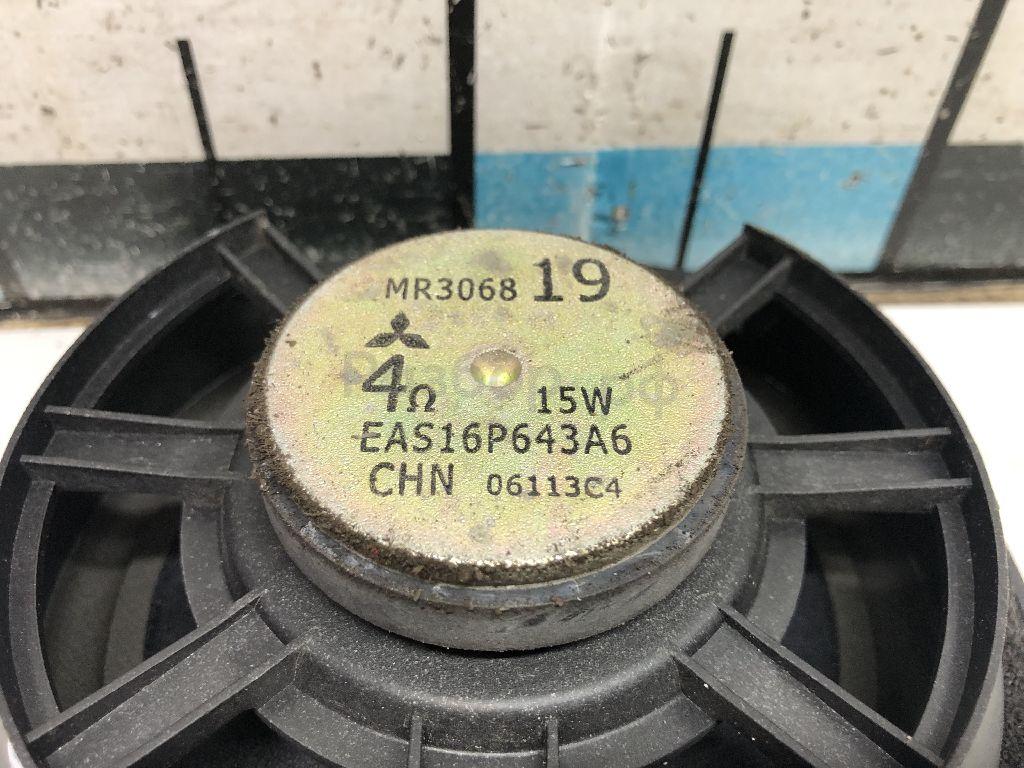 MR3068 19
4Ω 15W
EAS16P643A6
CHN 06113C4